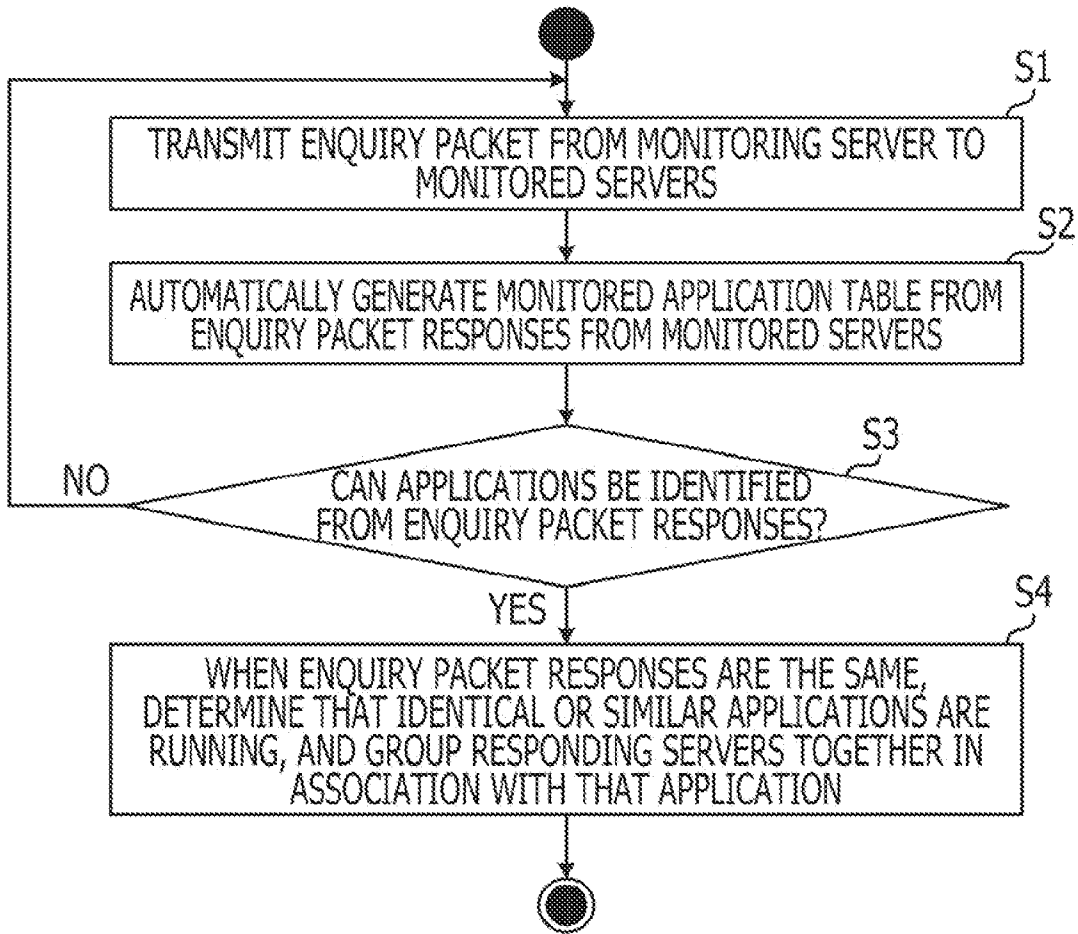 S1
TRANSMIT ENQUIRY PACKET FROM MONITORING SERVER TO
MONITORED SERVERS
S2
AUTOMATICALLY GENERATE MONITORED APPLICATION TABLE FROM
ENQUIRY PACKET RESPONSES FROM MONITORED SERVERS
S3
NO
CAN APPLICATIONS BE IDENTIFIED
FROM ENQUIRY PACKET RESPONSES?
YES
S4
WHEN ENQUIRY PACKET RESPONSES ARE THE SAME,
DETERMINE THAT IDENTICAL OR SIMILAR APPLICATIONS ARE
RUNNING, AND GROUP RESPONDING SERVERS TOGETHER IN
ASSOCIATION WITH THAT APPLICATION